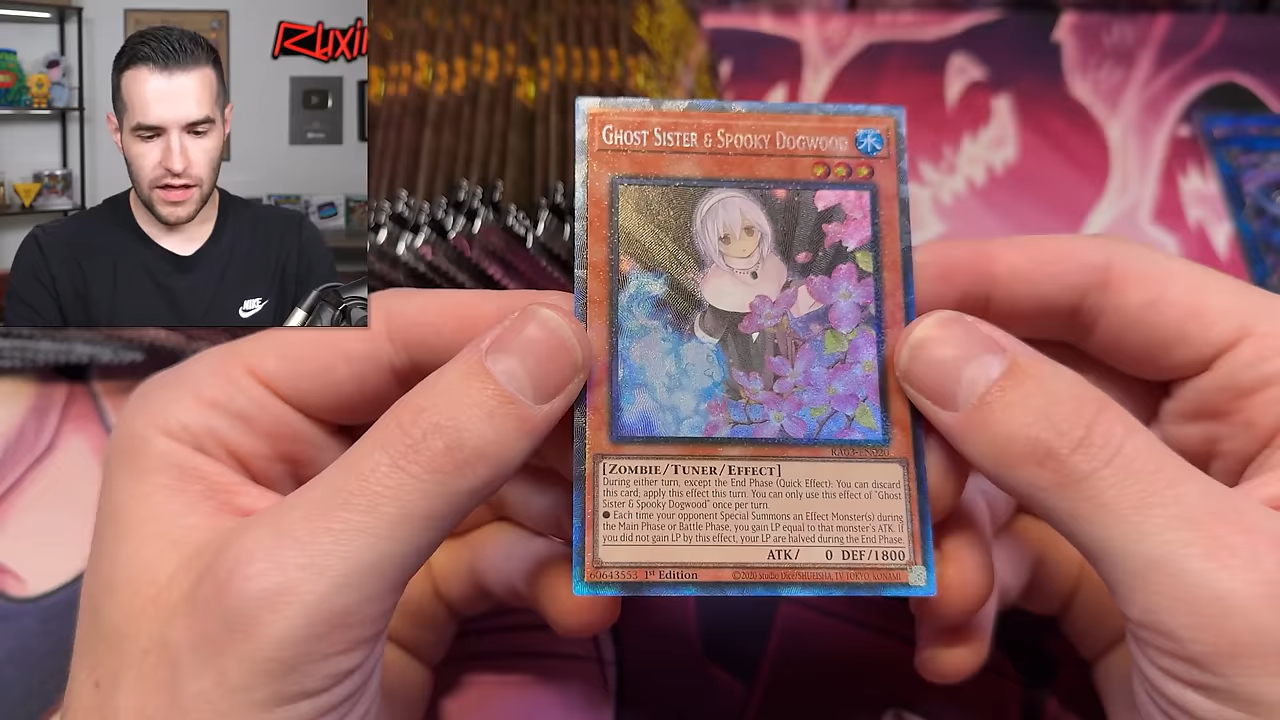 Ruxi
GHOST SISTER & SPOOKY DOGWOOD
水
NIKE
RA03-EN520
[ZOMBIE/TUNER/EFFECT]
During either turn, except the End Phase (Quick Effect): You can discard
this card; apply this effect this turn. You can only use this effect of "Ghost
Sister & Spooky Dogwood" once per turn.
● Each time your opponent Special Summons an Effect Monster(s) during
the Main Phase or Battle Phase, you gain LP equal to that monster's ATK. If
you did not gain LP by this effect, your LP are halved during the End Phase.
ATK/ 0 DEF/1800
60643553 1st Edition ©2020 Studio Dice/SHUEISHA, TV TOKYO, KONAMI